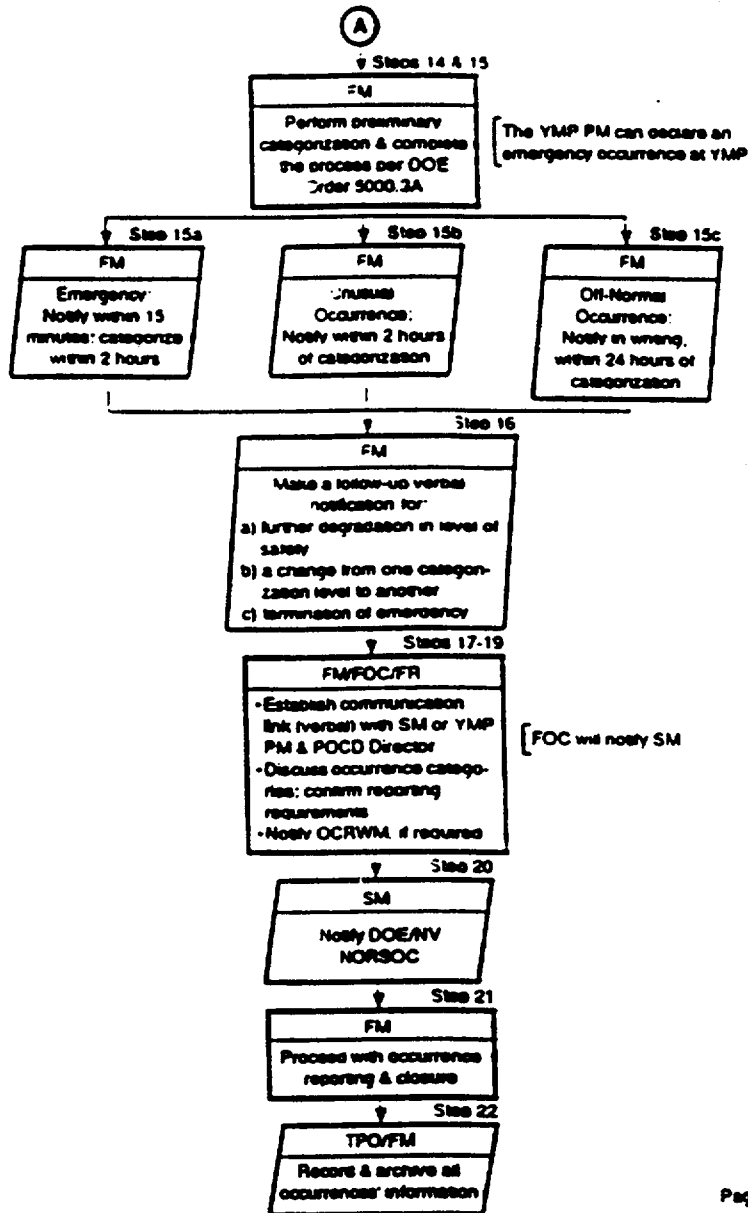 A
Steps 14 & 15
FM
Perform preliminary
categorization & complete
the process per DOE
Order 5000.3A
The YMP PM can declare an
emergency occurrence at YMP
Step 15a
FM
Emergency:
Notify within 15
minutes; categorize
within 2 hours
Step 15b
FM
Unusual
Occurrence:
Notify within 2 hours
of categorization
Step 15c
FM
Off-Normal
Occurrence:
Notify in writing,
within 24 hours of
categorization
Step 16
FM
Make a follow-up verbal
notification for:
a) further degradation in level of
safety
b) a change from one categori-
zation level to another
c) termination of emergency
Steps 17-19
FM/FOC/FR
•Establish communication
link (verbal) with SM or YMP
PM & POCD Director
•Discuss occurrence catego-
ries; confirm reporting
requirements
•Notify OCRWM, if required
FOC will notify SM
Step 20
SM
Notify DOE/NV
NORSOC
Step 21
FM
Proceed with occurrence
reporting & closure
Step 22
TPO/FM
Record & archive all
occurrences' information
Pag